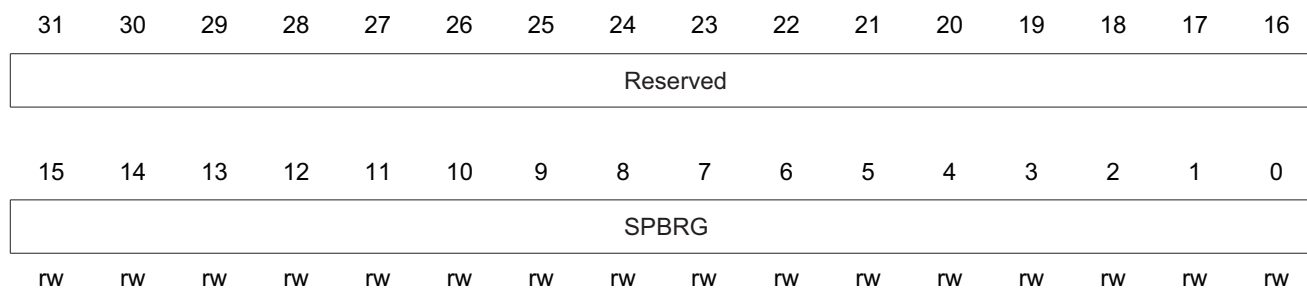 31 30 29 28 27 26 25 24 23 22 21 20 19 18 17 16
Reserved
15 14 13 12 11 10 9 8 7 6 5 4 3 2 1 0
SPBRG
rw rw rw rw rw rw rw rw rw rw rw rw rw rw rw rw